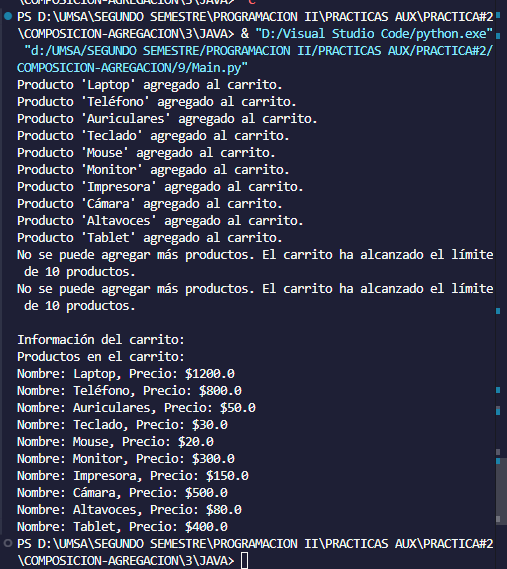 PS D:\UMSA\SEGUNDO SEMESTRE\PROGRAMACION II\PRACTICAS AUX\PRACTICA#2
\COMPOSICION-AGREGACION\3\JAVA> & "D:/Visual Studio Code/python.exe"
"d:/UMSA/SEGUNDO SEMESTRE/PROGRAMACION II/PRACTICAS AUX/PRACTICA#2/
COMPOSICION-AGREGACION/9/Main.py"
Producto 'Laptop' agregado al carrito.
Producto 'Teléfono' agregado al carrito.
Producto 'Auriculares' agregado al carrito.
Producto 'Teclado' agregado al carrito.
Producto 'Mouse' agregado al carrito.
Producto 'Monitor' agregado al carrito.
Producto 'Impresora' agregado al carrito.
Producto 'Cámara' agregado al carrito.
Producto 'Altavoces' agregado al carrito.
Producto 'Tablet' agregado al carrito.
No se puede agregar más productos. El carrito ha alcanzado el límite
de 10 productos.
No se puede agregar más productos. El carrito ha alcanzado el límite
de 10 productos.
Información del carrito:
Productos en el carrito:
Nombre: Laptop, Precio: $1200.0
Nombre: Teléfono, Precio: $800.0
Nombre: Auriculares, Precio: $50.0
Nombre: Teclado, Precio: $30.0
Nombre: Mouse, Precio: $20.0
Nombre: Monitor, Precio: $300.0
Nombre: Impresora, Precio: $150.0
Nombre: Cámara, Precio: $500.0
Nombre: Altavoces, Precio: $80.0
Nombre: Tablet, Precio: $400.0
PS D:\UMSA\SEGUNDO SEMESTRE\PROGRAMACION II\PRACTICAS AUX\PRACTICA#2
\COMPOSICION-AGREGACION\3\JAVA>